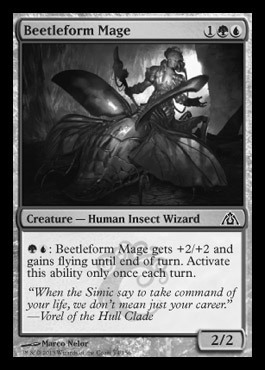 Beetleform Mage 1
Creature — Human Insect Wizard
: Beetleform Mage gets +2/+2 and
gains flying until end of turn. Activate
this ability only once each turn.
“When the Simic say to take command of
your life, we don’t mean just your career.”
—Vorel of the Hull Clade
2/2
Marco Nelor